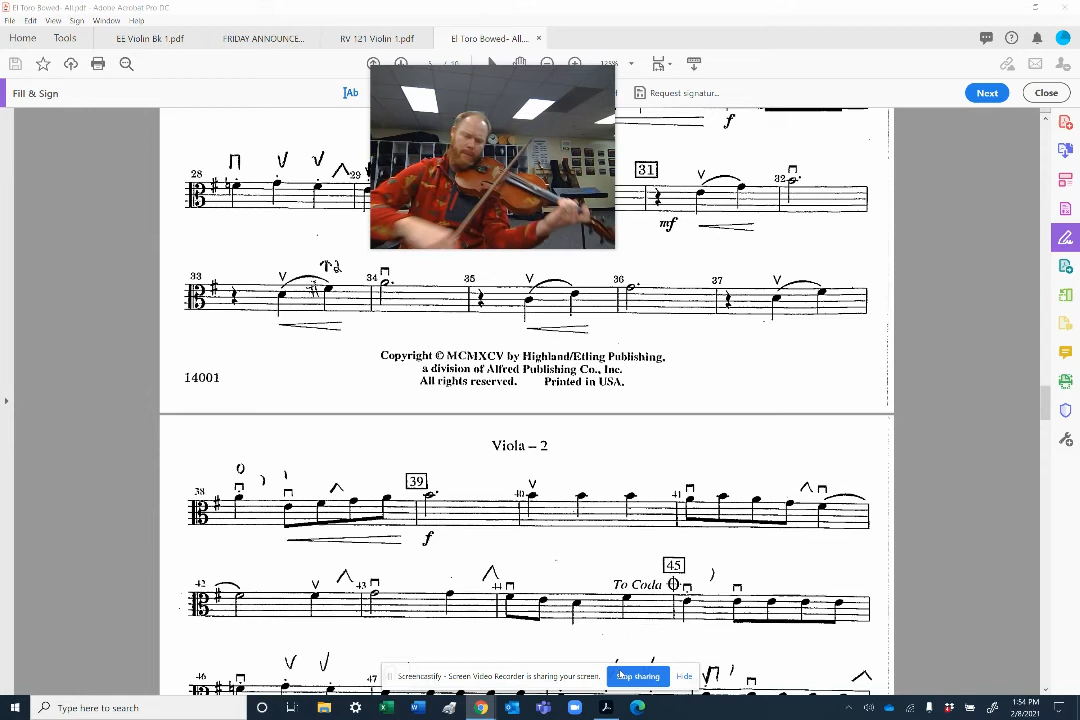 El Toro Bowed- All.pdf - Adobe Acrobat Pro DC
File Edit View Sign Window Help
Home Tools EE Violin Bk 1.pdf FRIDAY ANNOUNCE... RV 121 Violin 1.pdf El Toro Bowed- All.... ×
Fill & Sign Ab Request signatur... Next Close
f
28 29 31 32
mf
33 ↑2 34 35 36 37
Copyright © MCMXCV by Highland/Etling Publishing,
a division of Alfred Publishing Co., Inc.
14001 All rights reserved. Printed in USA.
Viola – 2
0
38 39 40 41
f
To Coda 45
42 43 44
46
Screencastify - Screen Video Recorder is sharing your screen. Stop sharing Hide
Type here to search
1:54 PM
2/8/2021